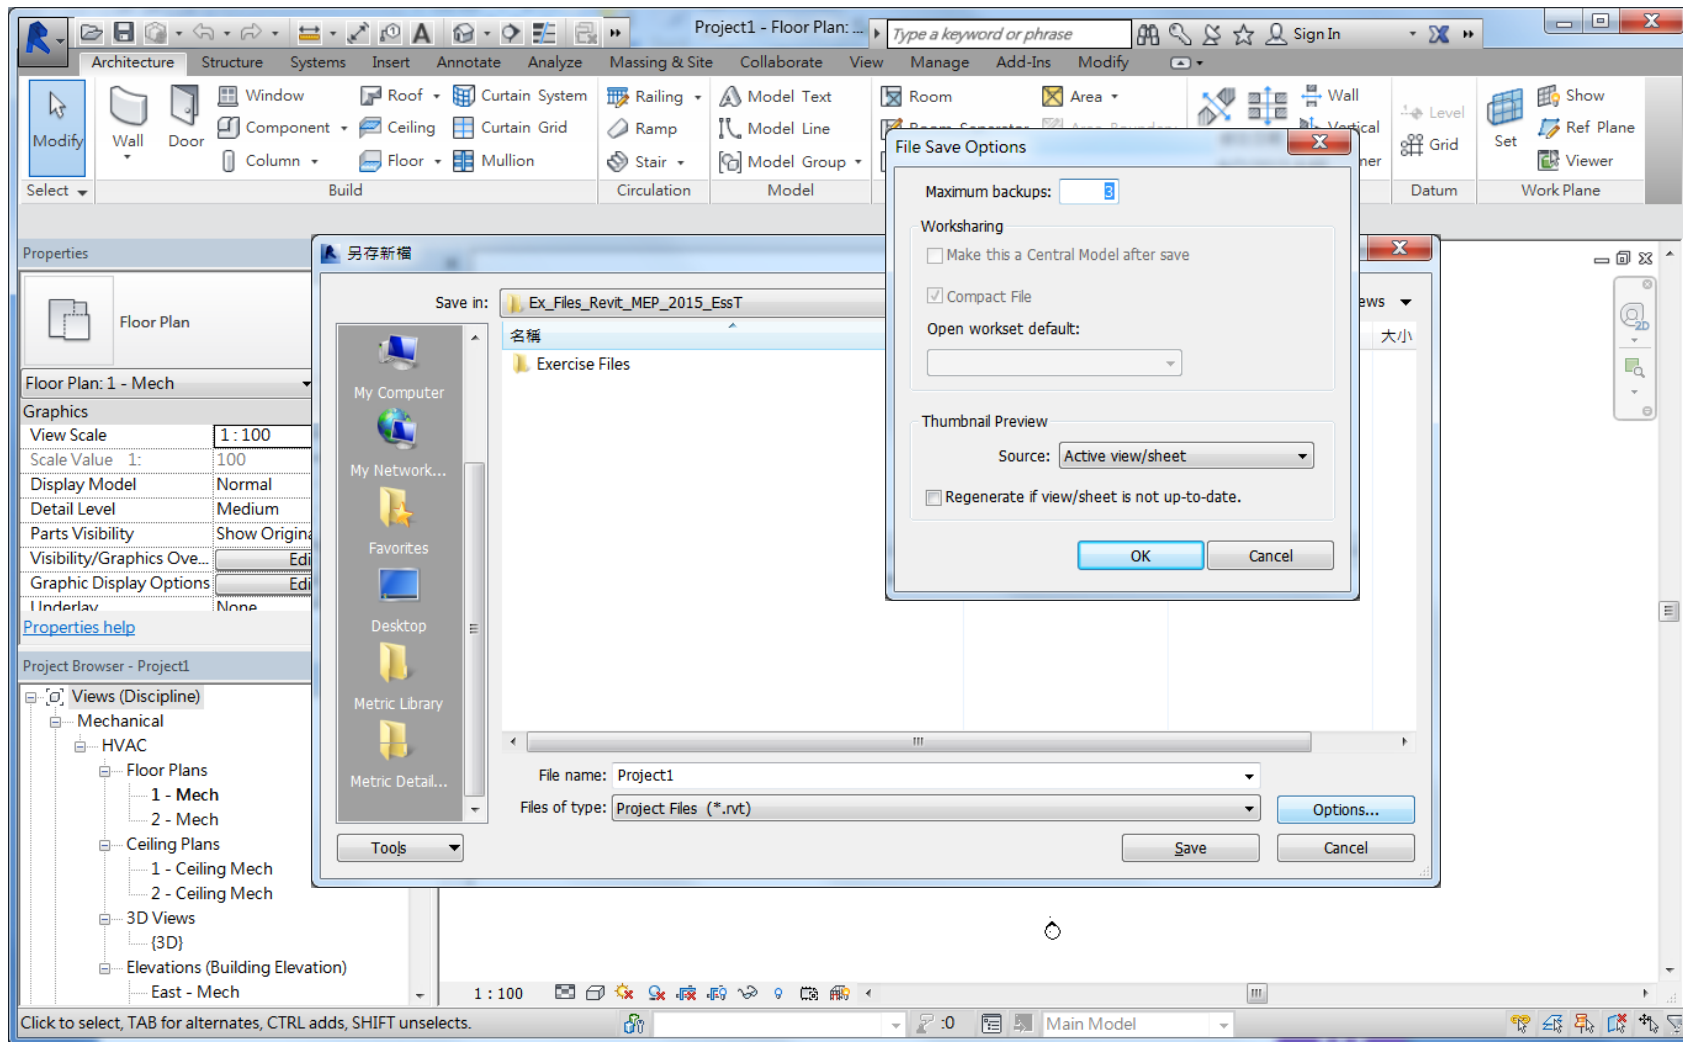 Project1 - Floor Plan: ...
Type a keyword or phrase
Sign In
Architecture Structure Systems Insert Annotate Analyze Massing & Site Collaborate View Manage Add-Ins Modify
Modify
Wall
Door
Window
Component
Column
Roof
Ceiling
Floor
Curtain System
Curtain Grid
Mullion
Railing
Ramp
Stair
Model Text
Model Line
Model Group
Room
Area
Wall
Vertical
Level
Grid
Set
Show
Ref Plane
Viewer
Select
Build
Circulation
Model
Datum
Work Plane
File Save Options
Maximum backups: 3
Worksharing
Make this a Central Model after save
Compact File
Open workset default:
Thumbnail Preview
Source: Active view/sheet
Regenerate if view/sheet is not up-to-date.
OK
Cancel
另存新檔
Save in: Ex_Files_Revit_MEP_2015_EssT
名稱
大小
Exercise Files
My Computer
My Network...
Favorites
Desktop
Metric Library
Metric Detail...
File name: Project1
Files of type: Project Files (*.rvt)
Options...
Tools
Save
Cancel
Properties
Floor Plan
Floor Plan: 1 - Mech
Graphics
View Scale 1 : 100
Scale Value 1: 100
Display Model Normal
Detail Level Medium
Parts Visibility Show Origina
Visibility/Graphics Ove... Edi
Graphic Display Options Edi
Underlay None
Properties help
Project Browser - Project1
Views (Discipline)
Mechanical
HVAC
Floor Plans
1 - Mech
2 - Mech
Ceiling Plans
1 - Ceiling Mech
2 - Ceiling Mech
3D Views
{3D}
Elevations (Building Elevation)
East - Mech
2D
1 : 100
Click to select, TAB for alternates, CTRL adds, SHIFT unselects.
:0
Main Model